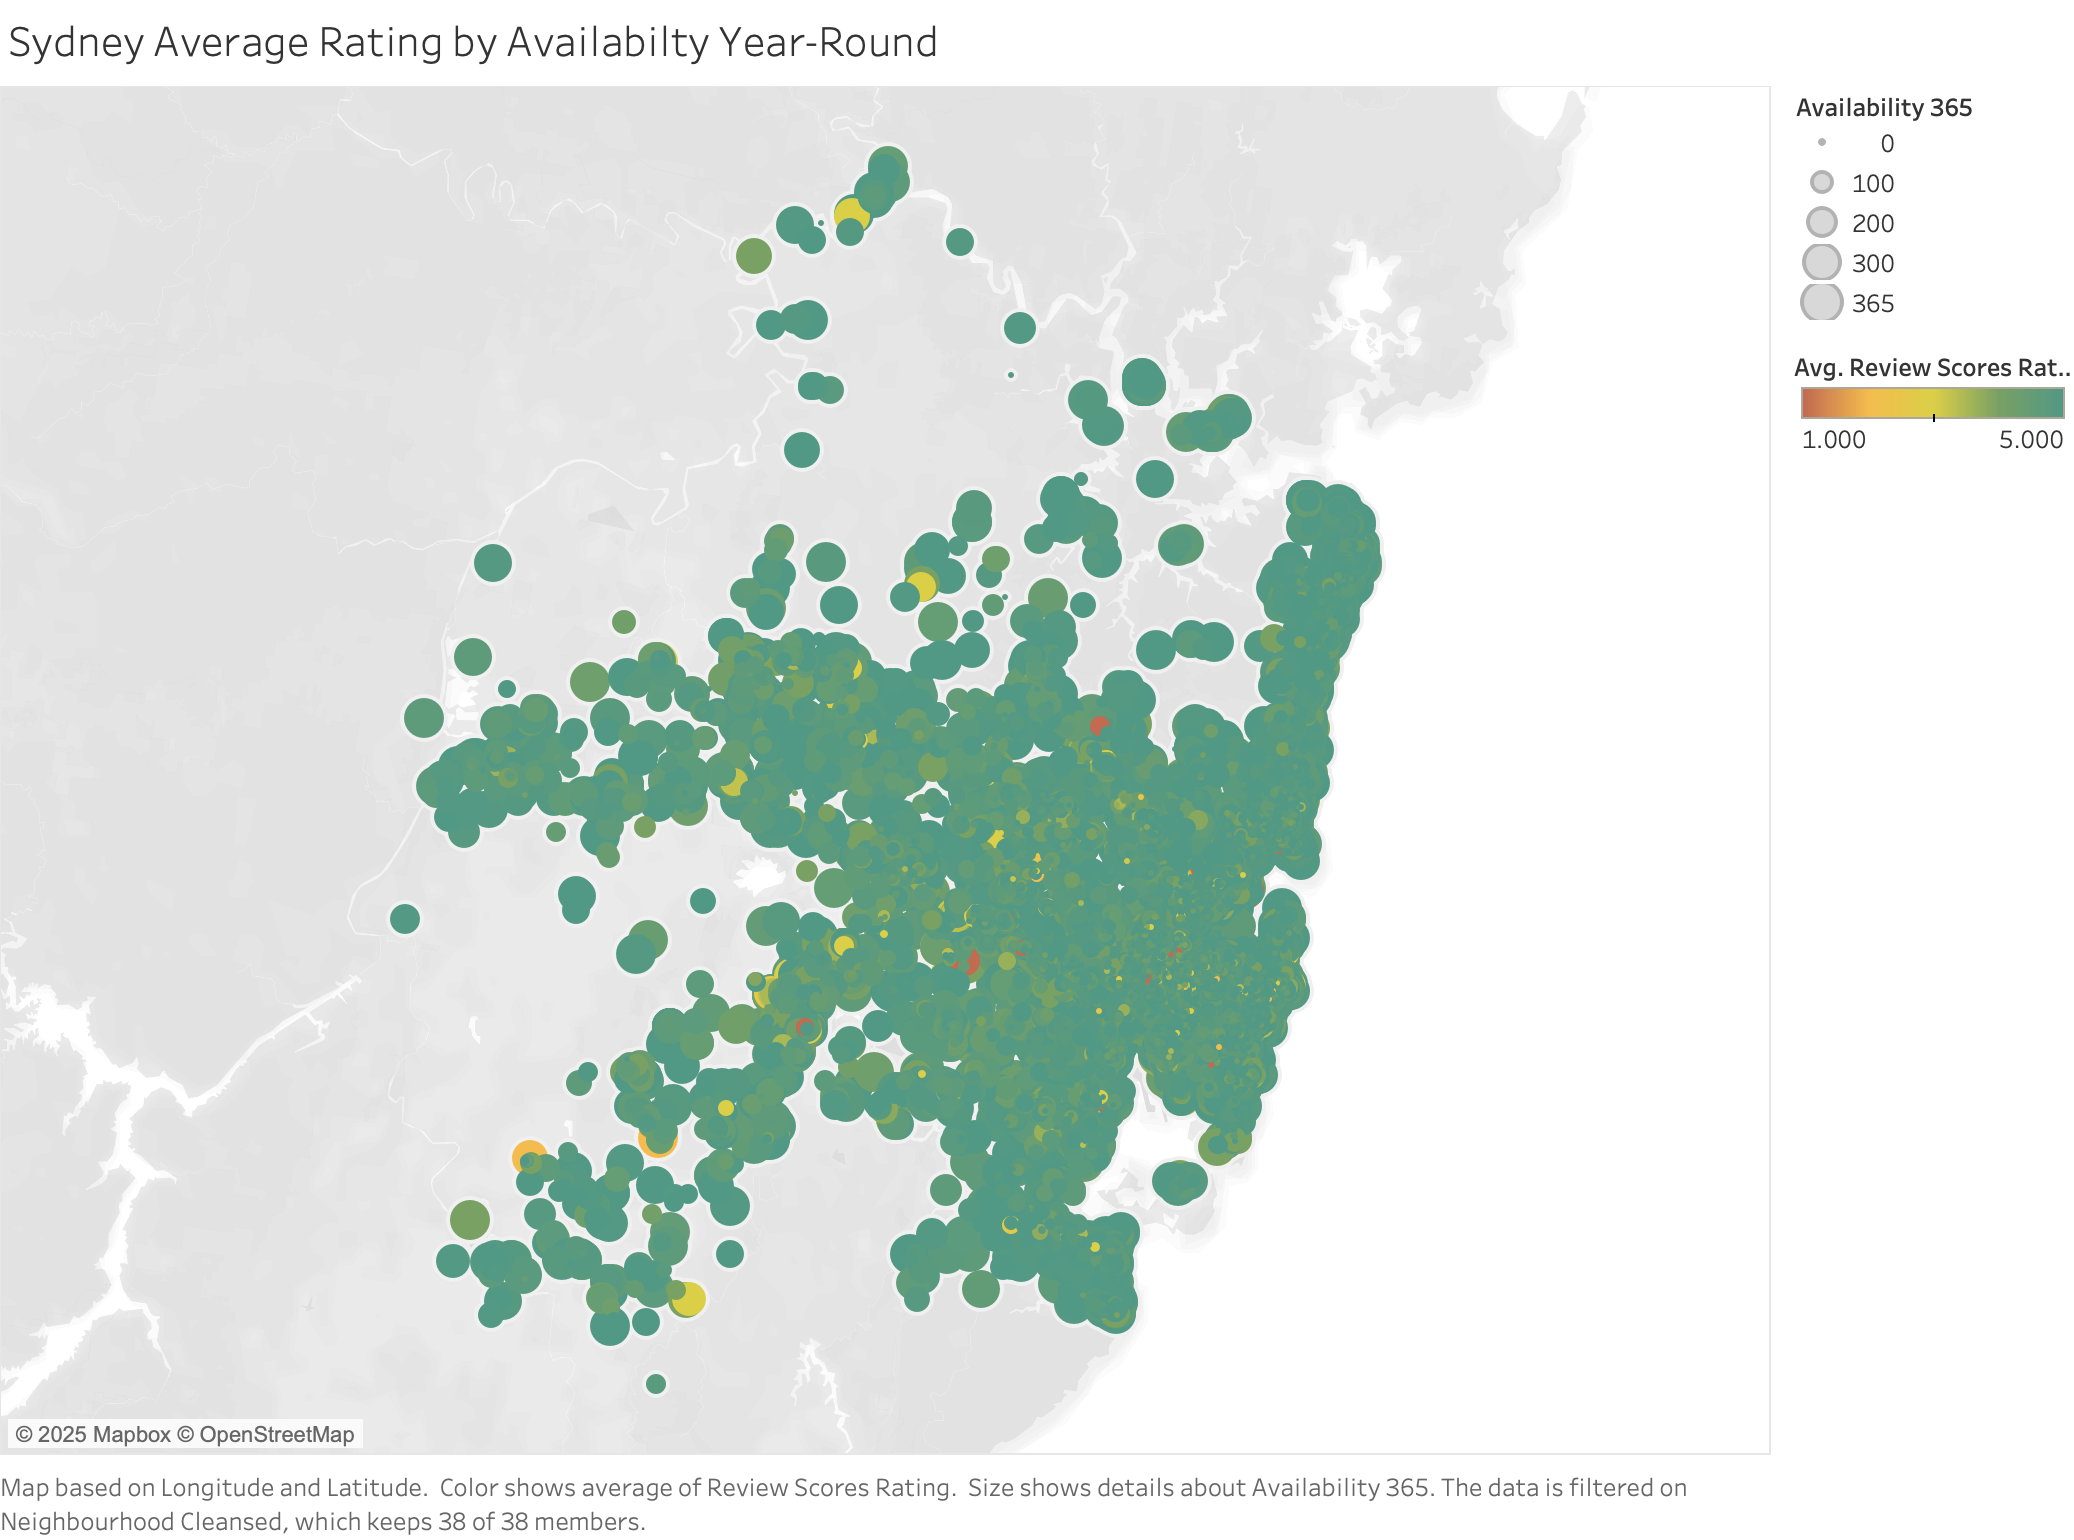 Sydney Average Rating by Availabilty Year-Round
Availability 365
0
100
200
300
365
Avg. Review Scores Rat..
1.000 5.000
© 2025 Mapbox © OpenStreetMap
Map based on Longitude and Latitude. Color shows average of Review Scores Rating. Size shows details about Availability 365. The data is filtered on
Neighbourhood Cleansed, which keeps 38 of 38 members.